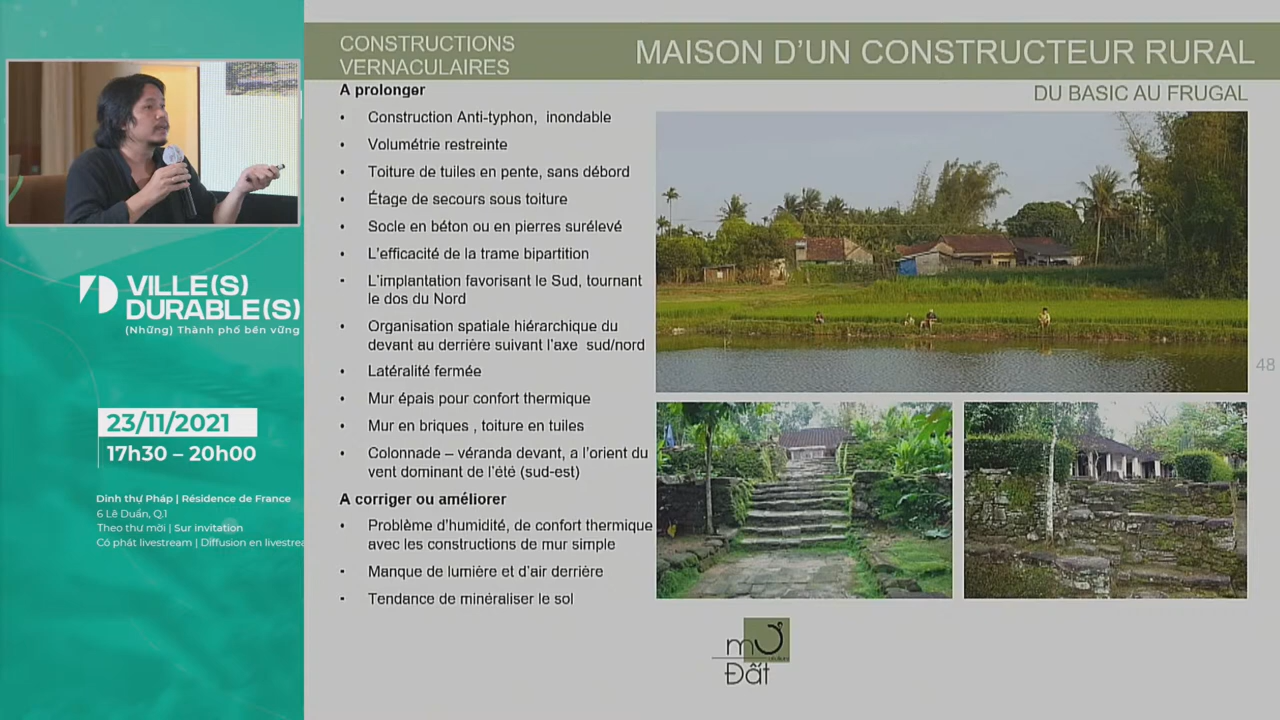 VILLE(S)
DURABLE(S)
(Những) Thành phố bền vững
23/11/2021
17h30 – 20h00
Dinh thự Pháp | Résidence de France
6 Lê Duẩn, Q.1
Theo thư mời | Sur invitation
Có phát livestream | Diffusion en livestrea
CONSTRUCTIONS
VERNACULAIRES
MAISON D'UN CONSTRUCTEUR RURAL
DU BASIC AU FRUGAL
A prolonger
• Construction Anti-typhon, inondable
• Volumétrie restreinte
• Toiture de tuiles en pente, sans débord
• Étage de secours sous toiture
• Socle en béton ou en pierres surélevé
• L'efficacité de la trame bipartition
• L'implantation favorisant le Sud, tournant
le dos du Nord
• Organisation spatiale hiérarchique du
devant au derrière suivant l'axe sud/nord
• Latéralité fermée
• Mur épais pour confort thermique
• Mur en briques , toiture en tuiles
• Colonnade – véranda devant, a l'orient du
vent dominant de l'été (sud-est)
A corriger ou améliorer
• Problème d'humidité, de confort thermique
avec les constructions de mur simple
• Manque de lumière et d'air derrière
• Tendance de minéraliser le sol
48
mơ
Đất